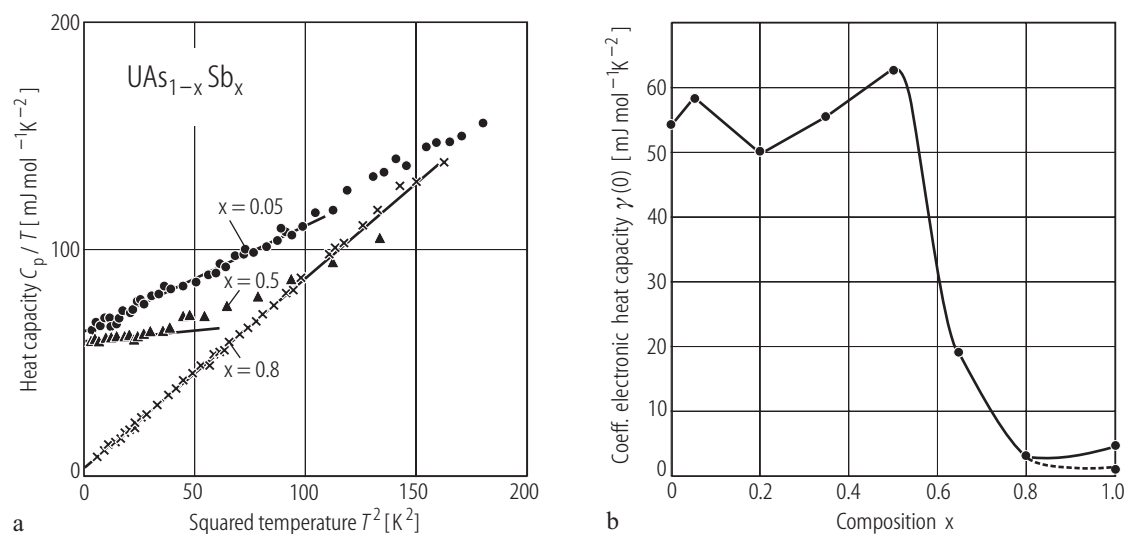 200
UAs1–xSbx
x = 0.05
100
x = 0.5
x = 0.8
0
0
50
100
150
200
Heat capacity Cp / T [mJ mol –1K–2]
Squared temperature T2 [K2]
a
60
50
40
30
20
10
0
0
0.2
0.4
0.6
0.8
1.0
Coeff. electronic heat capacity γ(0) [mJ mol –1K–2]
Composition x
b